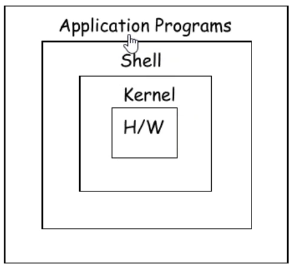 Application Programs
Shell
Kernel
H/W